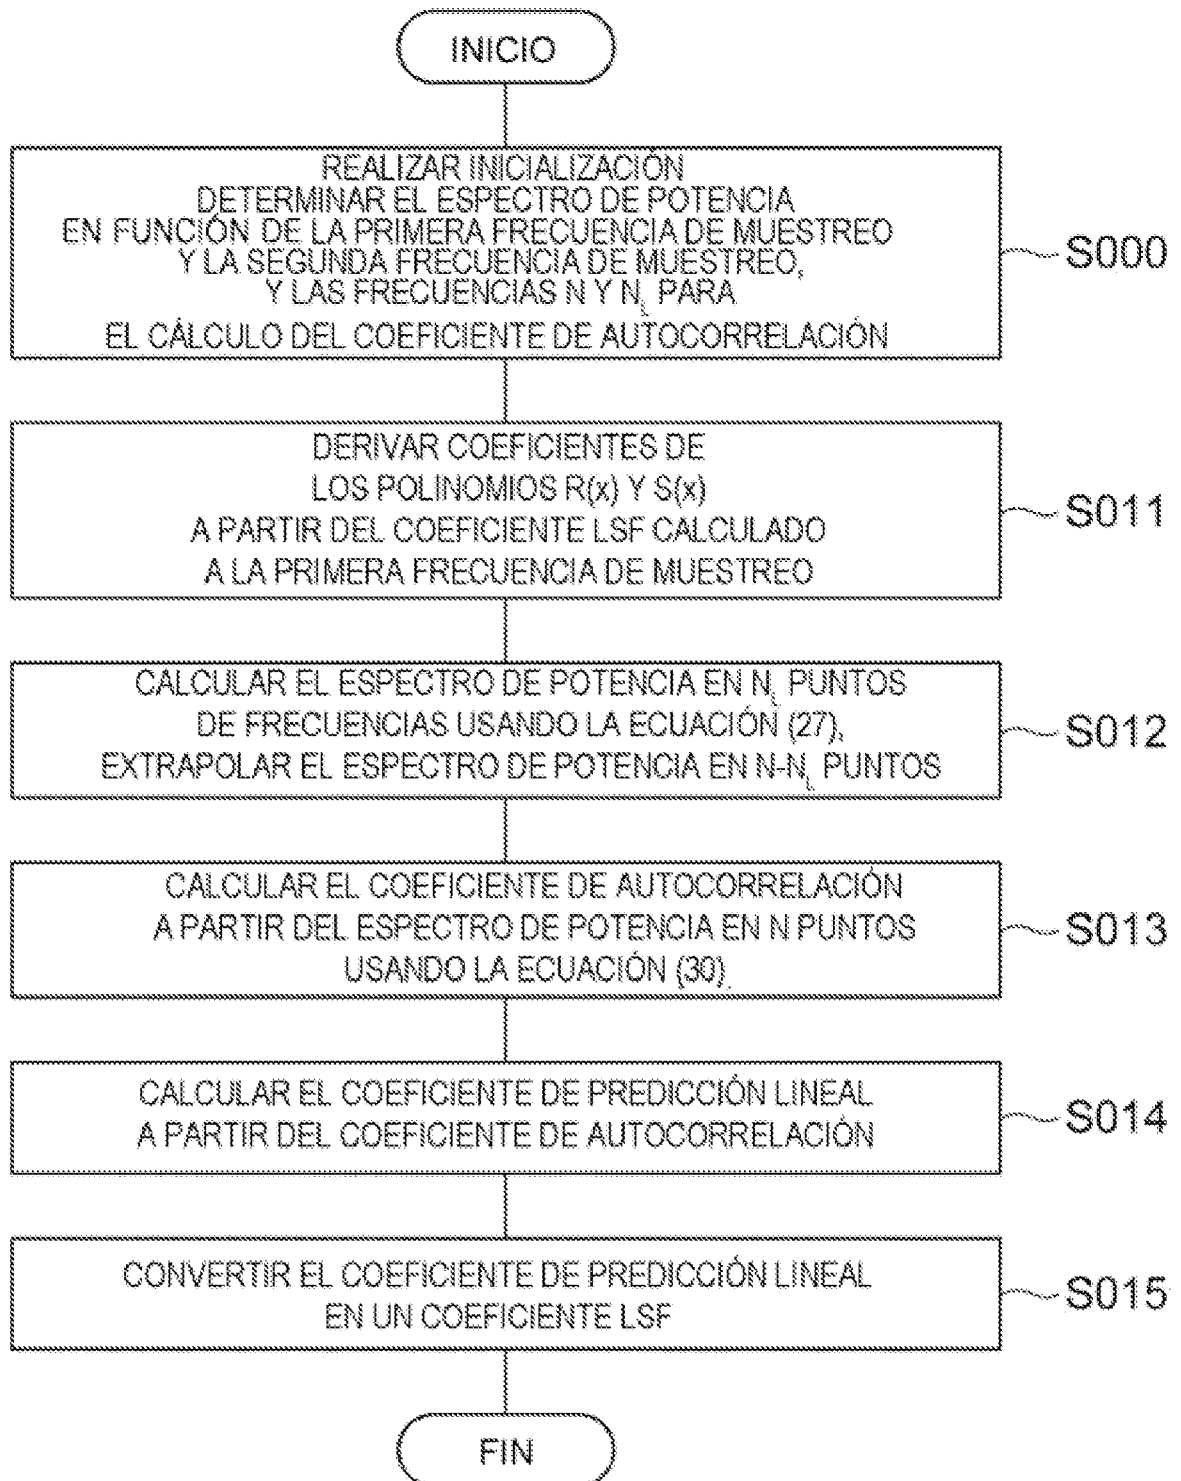 INICIO
REALIZAR INICIALIZACIÓN
DETERMINAR EL ESPECTRO DE POTENCIA
EN FUNCIÓN DE LA PRIMERA FRECUENCIA DE MUESTREO
Y LA SEGUNDA FRECUENCIA DE MUESTREO,
Y LAS FRECUENCIAS N Y N_L PARA
EL CÁLCULO DEL COEFICIENTE DE AUTOCORRELACIÓN
S000
DERIVAR COEFICIENTES DE
LOS POLINOMIOS R(x) Y S(x)
A PARTIR DEL COEFICIENTE LSF CALCULADO
A LA PRIMERA FRECUENCIA DE MUESTREO
S011
CALCULAR EL ESPECTRO DE POTENCIA EN N_L PUNTOS
DE FRECUENCIAS USANDO LA ECUACIÓN (27),
EXTRAPOLAR EL ESPECTRO DE POTENCIA EN N-N_L PUNTOS
S012
CALCULAR EL COEFICIENTE DE AUTOCORRELACIÓN
A PARTIR DEL ESPECTRO DE POTENCIA EN N PUNTOS
USANDO LA ECUACIÓN (30).
S013
CALCULAR EL COEFICIENTE DE PREDICCIÓN LINEAL
A PARTIR DEL COEFICIENTE DE AUTOCORRELACIÓN
S014
CONVERTIR EL COEFICIENTE DE PREDICCIÓN LINEAL
EN UN COEFICIENTE LSF
S015
FIN